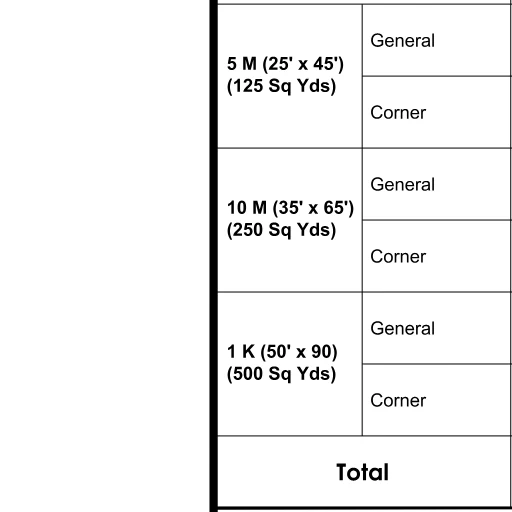 5 M (25' x 45')
(125 Sq Yds)
General
Corner
10 M (35' x 65')
(250 Sq Yds)
General
Corner
1 K (50' x 90)
(500 Sq Yds)
General
Corner
Total